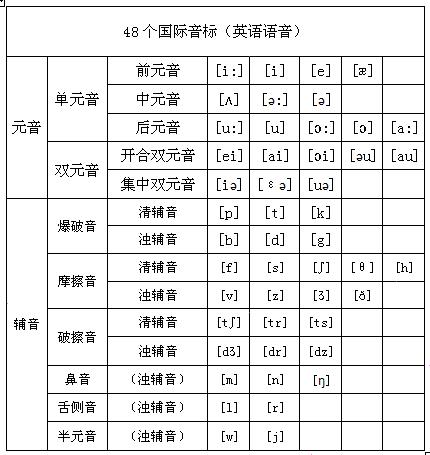 48个国际音标（英语语音）
元音 单元音 前元音 [i:] [i] [e] [æ]
中元音 [ʌ] [ə:] [ə]
后元音 [u:] [u] [ɔ:] [ɔ] [a:]
双元音 开合双元音 [ei] [ai] [ɔi] [əu] [au]
集中双元音 [iə] [εə] [uə]
辅音 爆破音 清辅音 [p] [t] [k]
浊辅音 [b] [d] [g]
摩擦音 清辅音 [f] [s] [ʃ] [θ] [h]
浊辅音 [v] [z] [ʒ] [ð]
破擦音 清辅音 [tʃ] [tr] [ts]
浊辅音 [dʒ] [dr] [dz]
鼻音 （浊辅音） [m] [n] [ŋ]
舌侧音 （浊辅音） [l] [r]
半元音 （浊辅音） [w] [j]